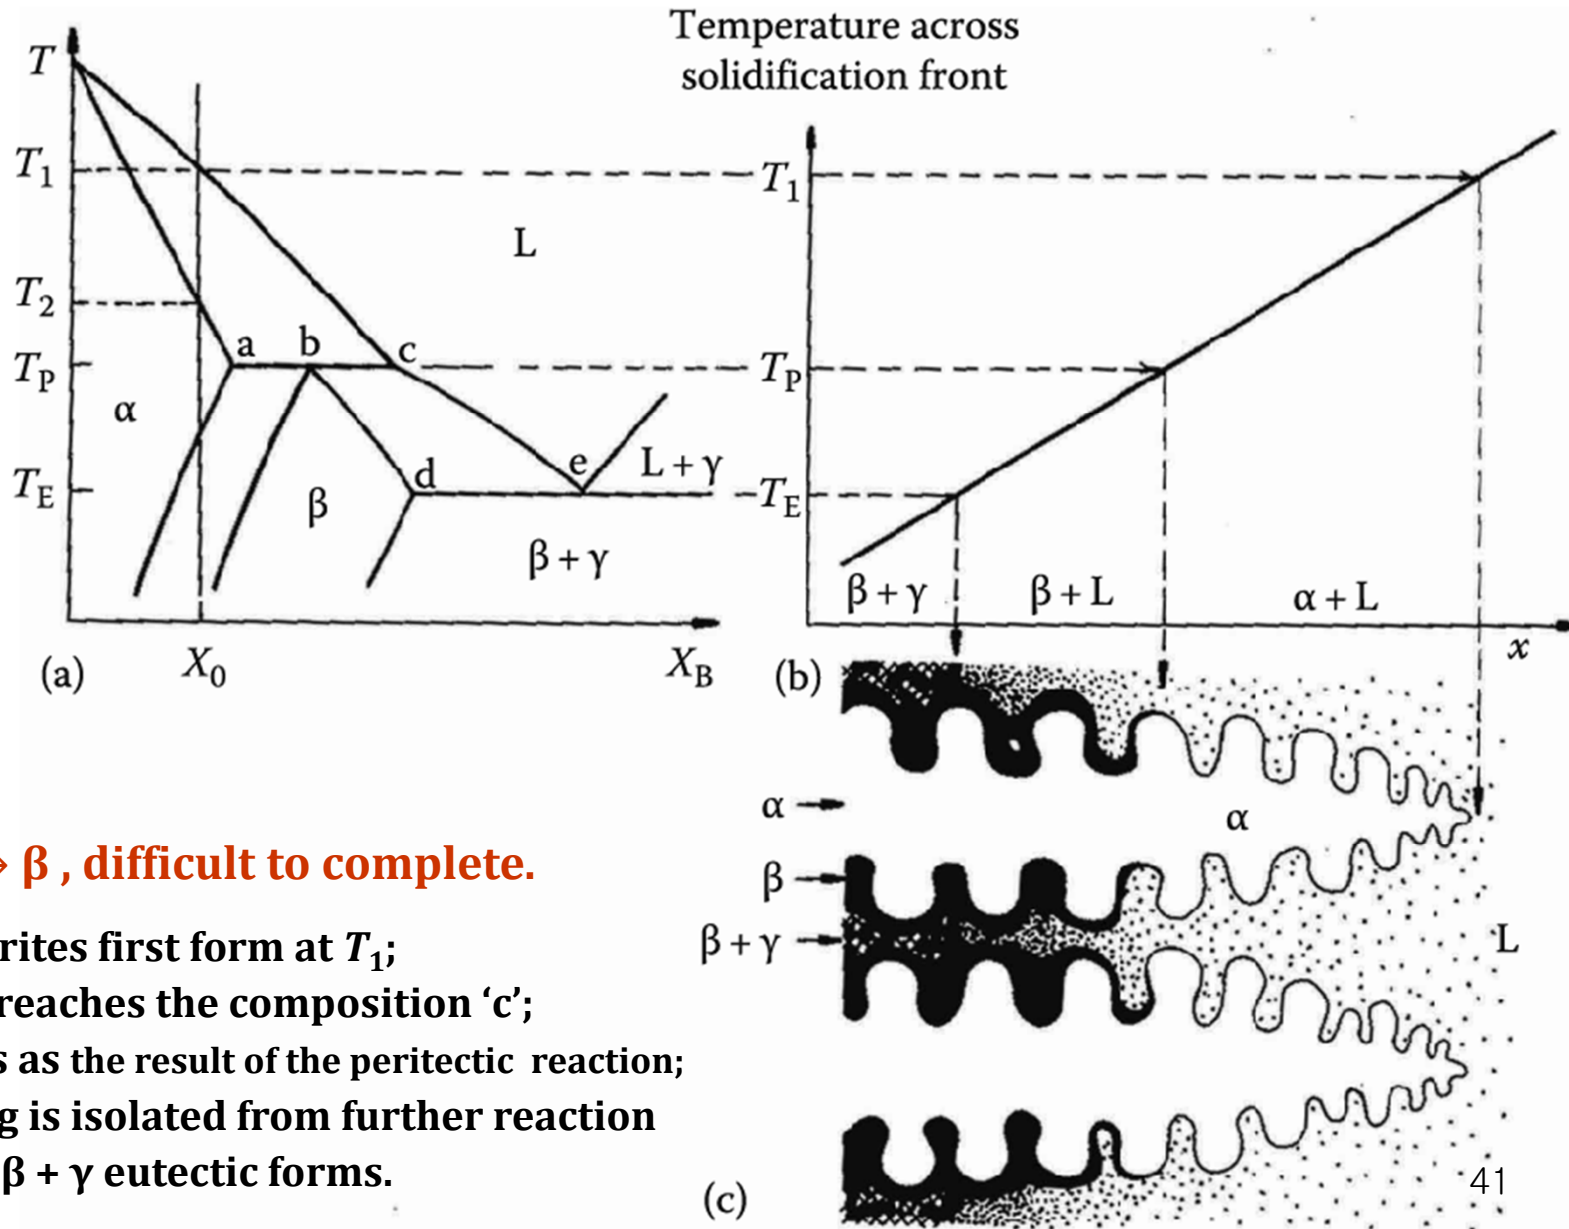 Temperature across
solidification front
T
T1
T2
TP
TE
a
b
c
d
e
L
α
β
L + γ
β + γ
(a)
X0
XB
T1
TP
TE
β + γ
β + L
α + L
x
(b)
α
α
β
β + γ
L
(c)
→ β , difficult to complete.
rites first form at T1;
reaches the composition ‘c’;
s as the result of the peritectic reaction;
g is isolated from further reaction
β + γ eutectic forms.
41